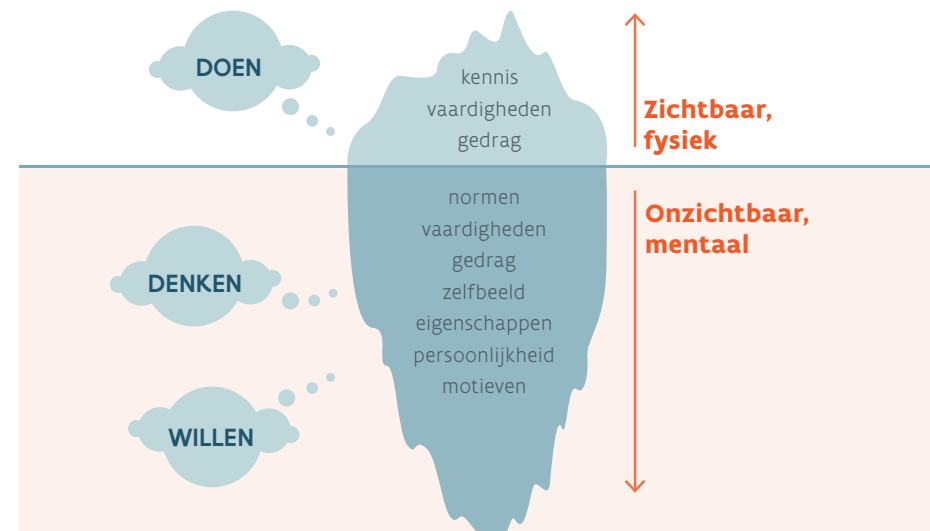 DOEN
kennis
vaardigheden
gedrag
Zichtbaar,
fysiek
normen
vaardigheden
gedrag
zelfbeeld
eigenschappen
persoonlijkheid
motieven
Onzichtbaar,
mentaal
DENKEN
WILLEN